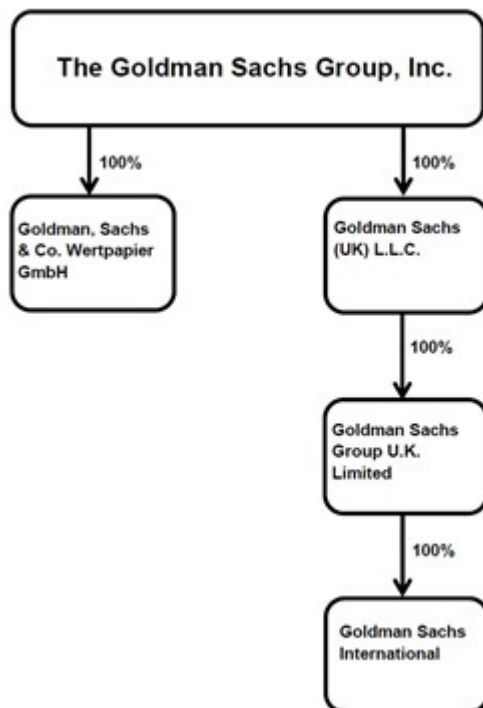 The Goldman Sachs Group, Inc.
100%
100%
Goldman, Sachs
& Co. Wertpapier
GmbH
Goldman Sachs
(UK) L.L.C.
100%
Goldman Sachs
Group U.K.
Limited
100%
Goldman Sachs
International